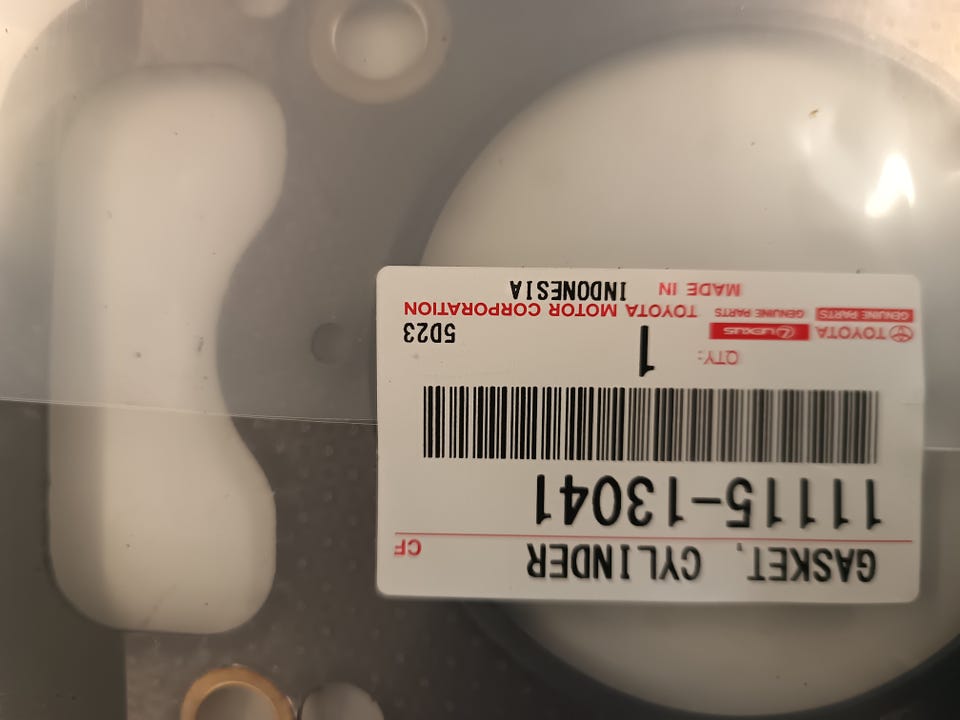 GASKET, CYLINDER
CF
11115-13041
QTY: 1
TOYOTA LEXUS 5D23
GENUINE PARTS GENUINE PARTS TOYOTA MOTOR CORPORATION
MADE IN INDONESIA